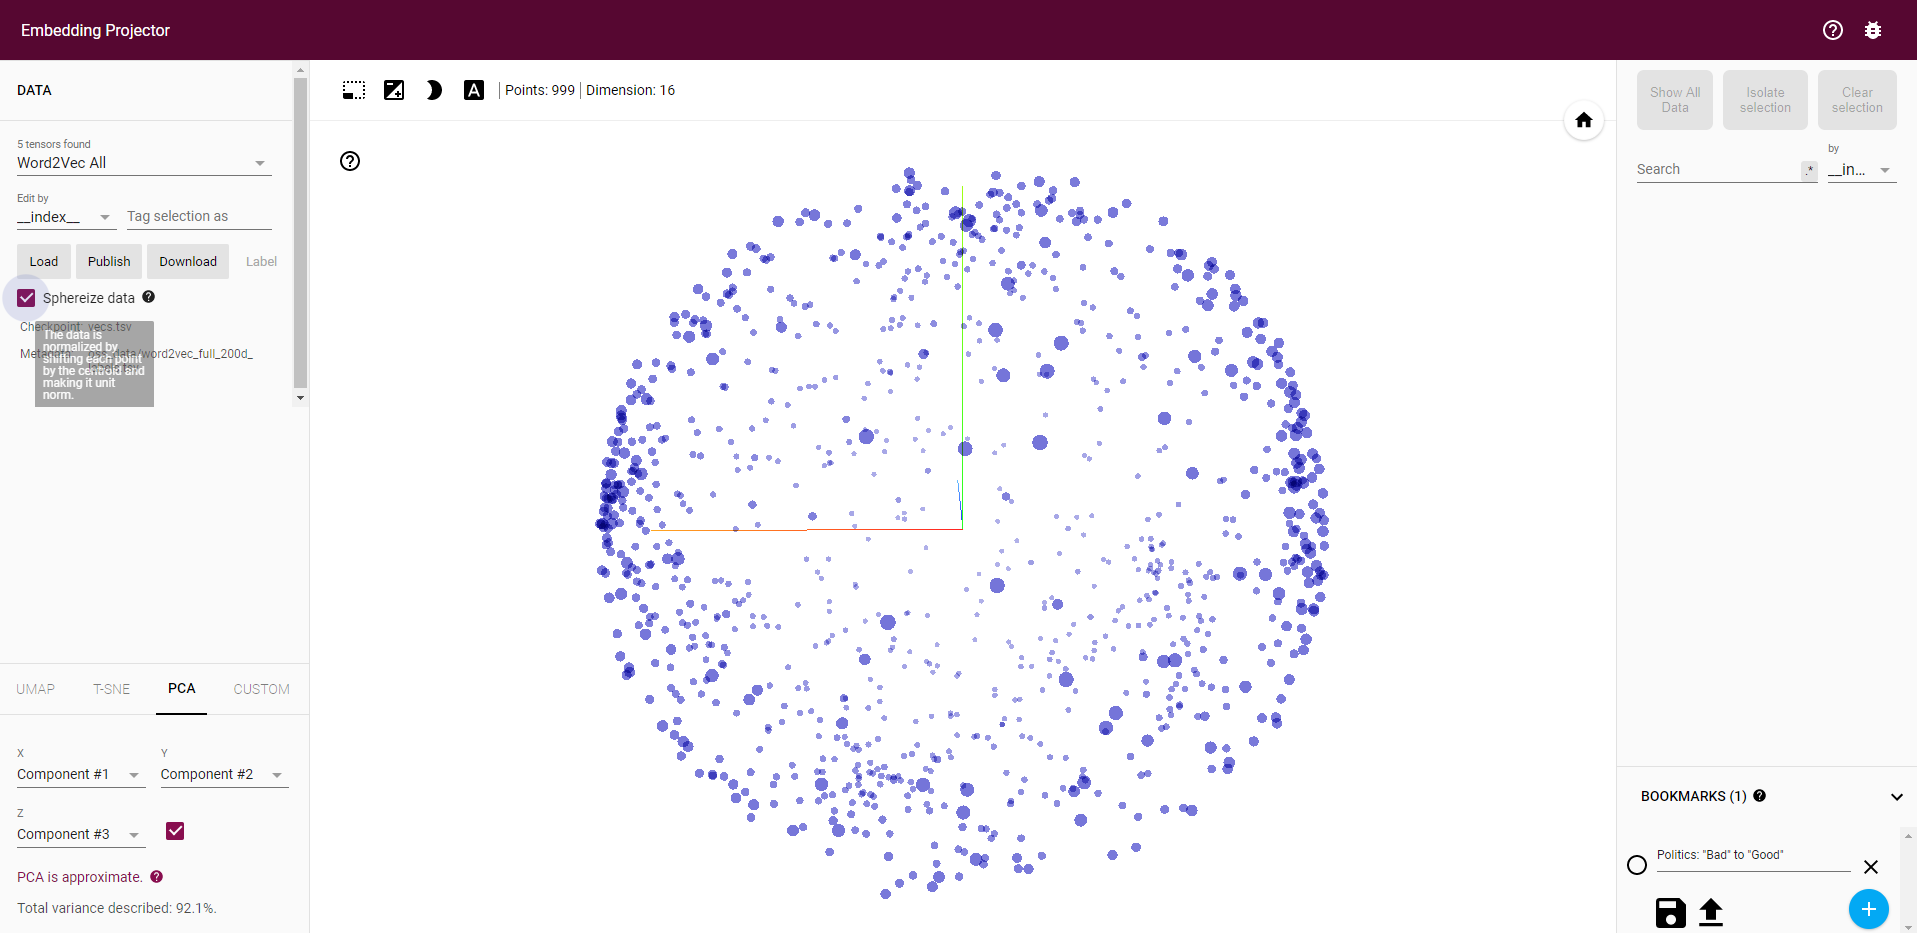 Embedding Projector
DATA
5 tensors found
Word2Vec All
Edit by
__index__
Tag selection as
Load
Publish
Download
Label
Sphereize data
Checkpoint: vecs.tsv
The data is
normalized by
shifting each point
by the centroid and
making it unit
norm.
Metadata: oss_data/word2vec_full_200d_
labels.tsv
UMAP
T-SNE
PCA
CUSTOM
X
Component #1
Y
Component #2
Z
Component #3
PCA is approximate.
Total variance described: 92.1%.
A
Points: 999
Dimension: 16
Show All
Data
Isolate
selection
Clear
selection
Search
.*
by
__in...
BOOKMARKS (1)
Politics: "Bad" to "Good"